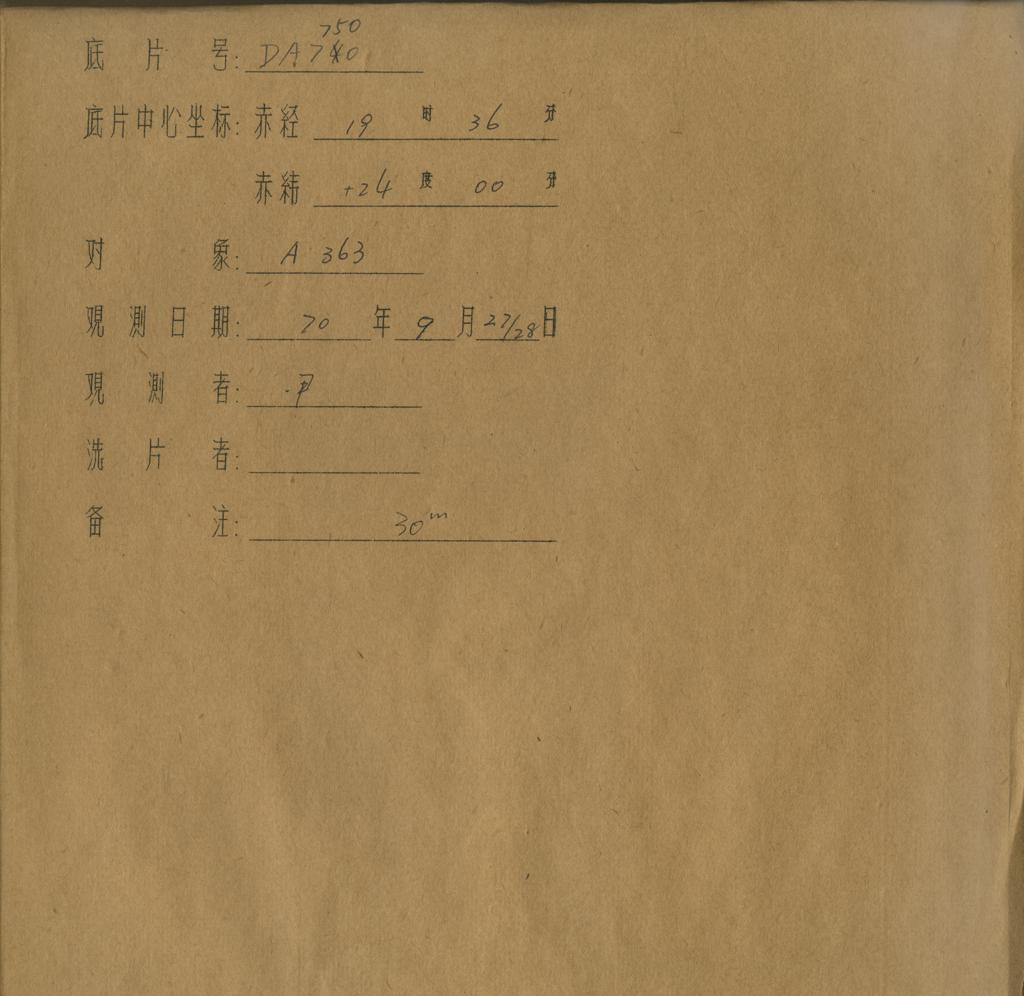 750
底片号: DA740
底片中心坐标: 赤经 19 时 36 分
赤纬 +24 度 00 分
对象: A 363
观测日期: 70 年 9 月 27/28 日
观测者:
洗片者:
备注: 30m